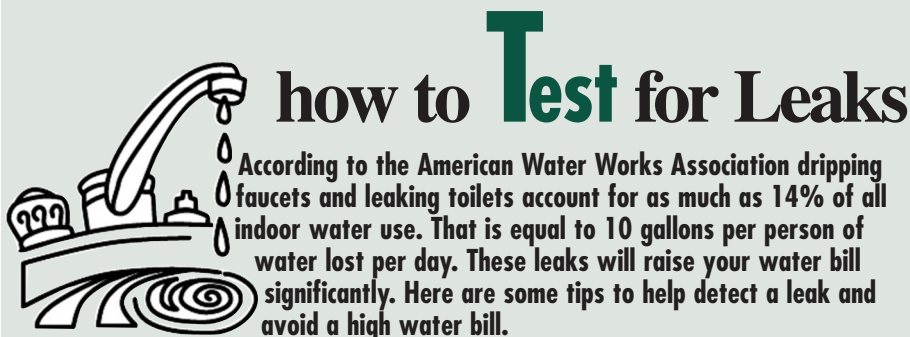 how to Test for Leaks
According to the American Water Works Association dripping
faucets and leaking toilets account for as much as 14% of all
indoor water use. That is equal to 10 gallons per person of
water lost per day. These leaks will raise your water bill
significantly. Here are some tips to help detect a leak and
avoid a high water bill.